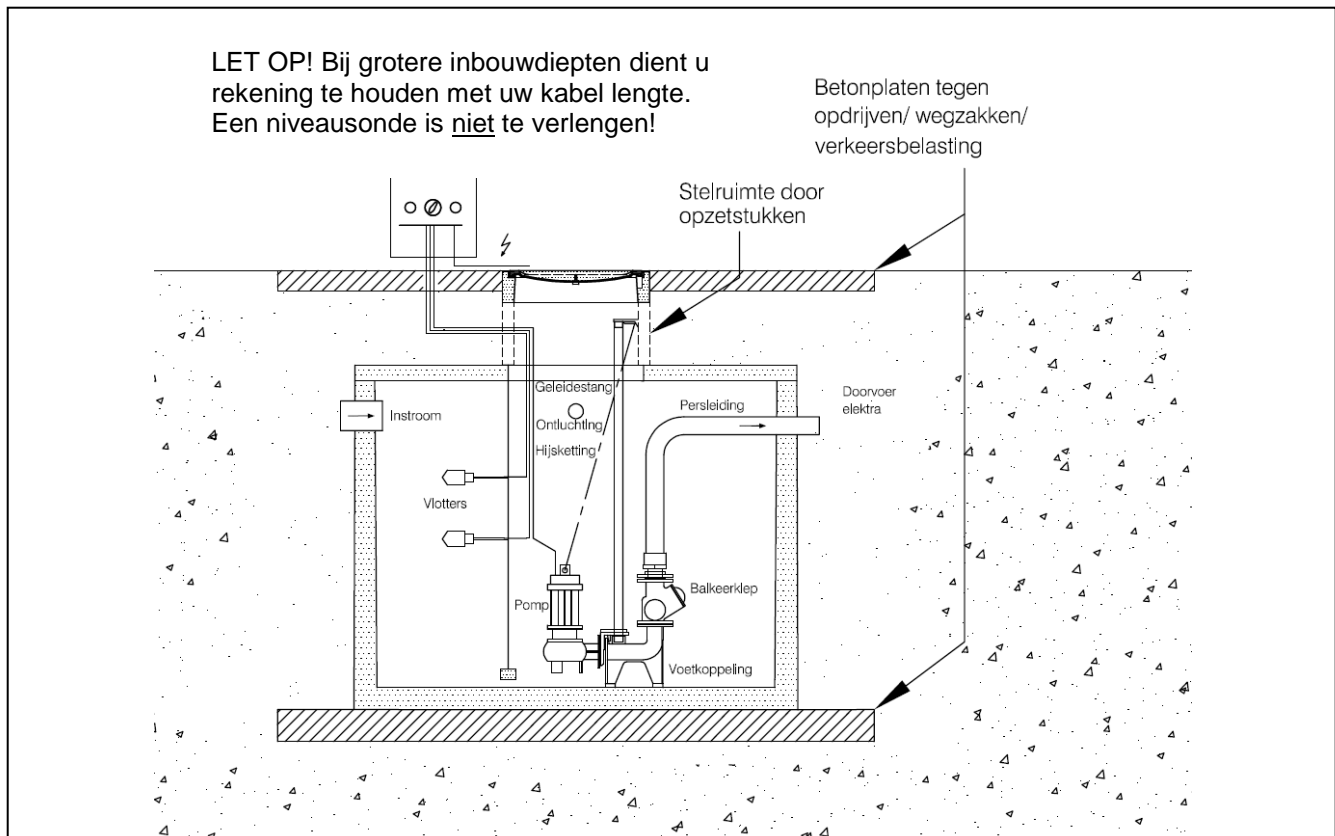 LET OP! Bij grotere inbouwdiepten dient u
rekening te houden met uw kabel lengte.
Een niveausonde is niet te verlengen!
Betonplaten tegen
opdrijven/ wegzakken/
verkeersbelasting
Stelruimte door
opzetstukken
Geleidestang
Instroom
Ontluchting
Hijsketting
Persleiding
Doorvoer
elektra
Vlotters
Pomp
Balkeerklep
Voetkoppeling